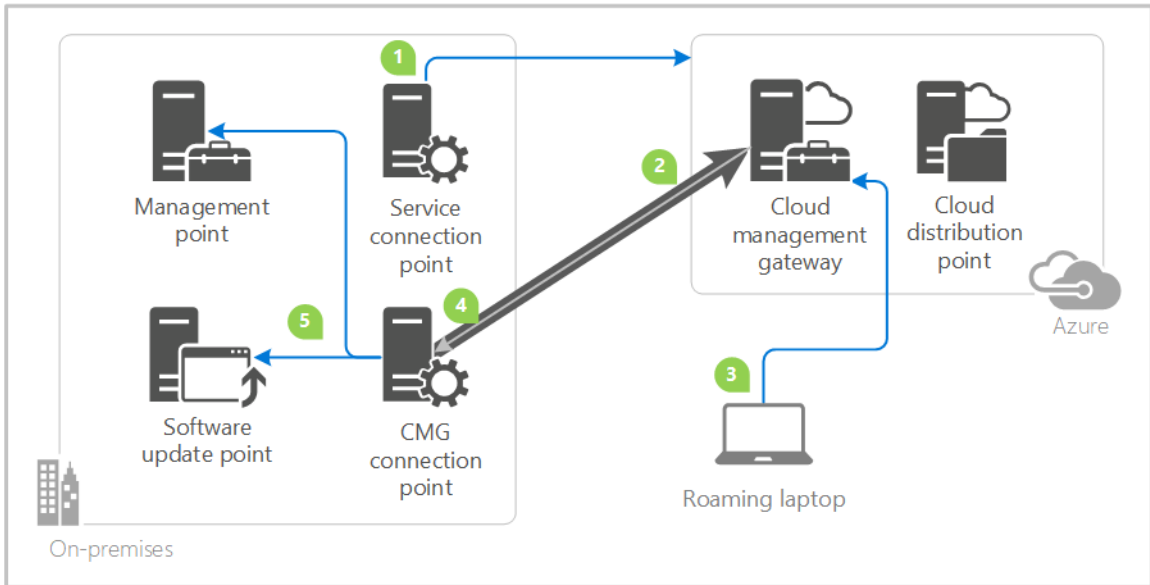 1
Management
point
Service
connection
point
2
Cloud
management
gateway
Cloud
distribution
point
Azure
5
4
3
Software
update point
CMG
connection
point
Roaming laptop
On-premises